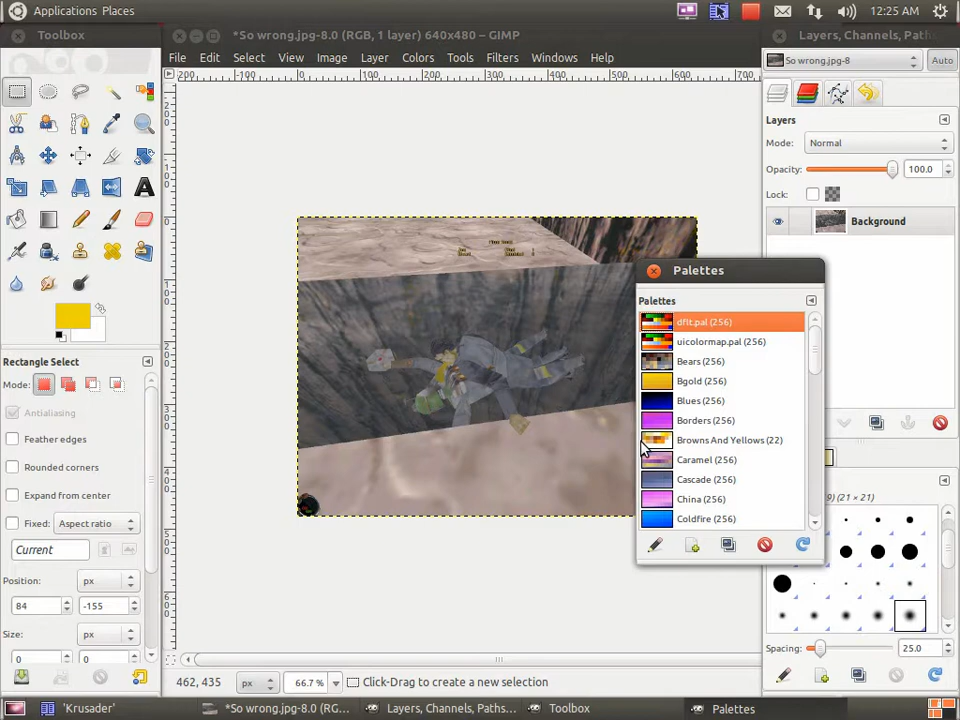 Applications Places
12:25 AM
Toolbox
*So wrong.jpg-8.0 (RGB, 1 layer) 640x480 – GIMP
Layers, Channels, Paths
File Edit Select View Image Layer Colors Tools Filters Windows Help
So wrong.jpg-8
Auto
Layers
Mode: Normal
Opacity: 100.0
Lock:
Background
Rectangle Select
Mode:
Antialiasing
Feather edges
Rounded corners
Expand from center
Fixed: Aspect ratio
Current
Position:
px
84
-155
Size:
px
0
0
Palettes
Palettes
dflt.pal (256)
uicolormap.pal (256)
Bears (256)
Bgold (256)
Blues (256)
Borders (256)
Browns And Yellows (22)
Caramel (256)
Cascade (256)
China (256)
Coldfire (256)
(21 × 21)
Spacing: 25.0
462, 435
px
66.7 %
Click-Drag to create a new selection
'Krusader'
*So wrong.jpg-8.0 (RG...
Layers, Channels, Paths...
Toolbox
Palettes